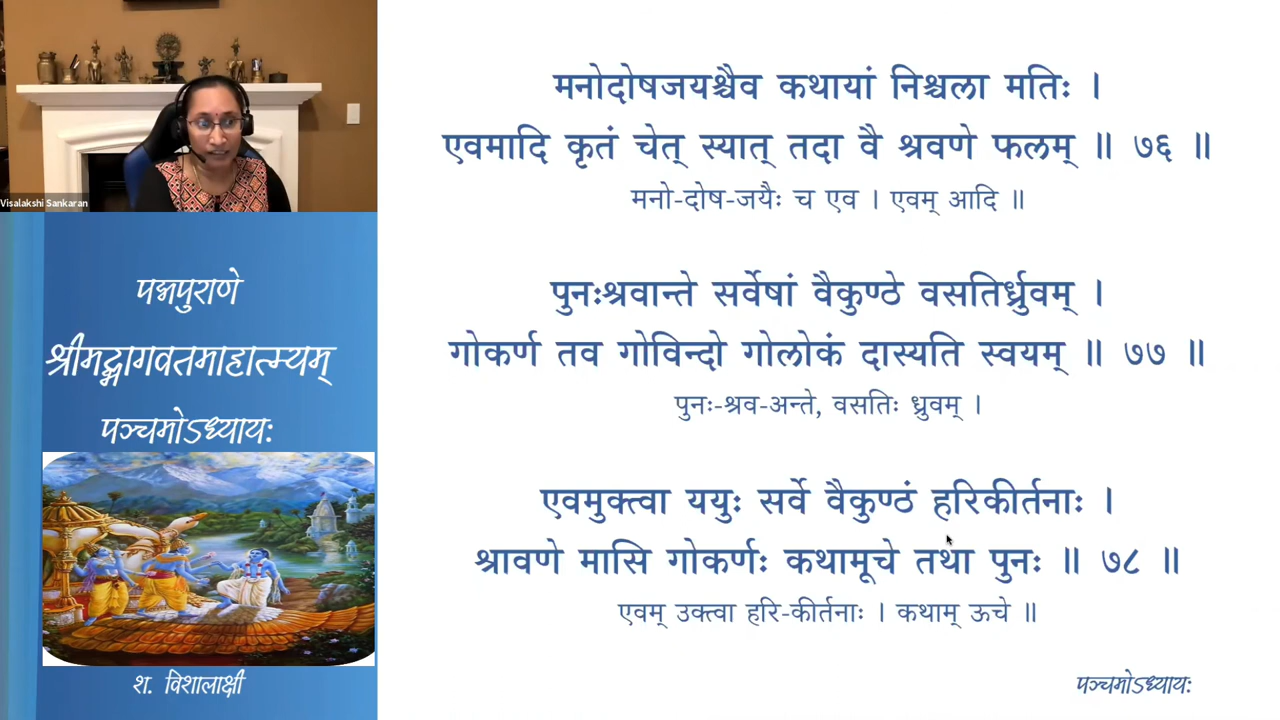 Visalakshi Sankaran
पद्मपुराणे
श्रीमद्भागवतमाहात्म्यम्
पञ्चमोऽध्यायः
श. विशालाक्षी
मनोदोषजयश्चैव कथायां निश्चला मतिः ।
एवमादि कृतं चेत् स्यात् तदा वै श्रवणे फलम् ॥ ७६ ॥
मनो-दोष-जयैः च एव । एवम् आदि ॥
पुनःश्रवान्ते सर्वेषां वैकुण्ठे वसतिर्ध्रुवम् ।
गोकर्ण तव गोविन्दो गोलोकं दास्यति स्वयम् ॥ ७७ ॥
पुनः-श्रव-अन्ते, वसतिः ध्रुवम् ।
एवमुक्त्वा ययुः सर्वे वैकुण्ठं हरिकीर्तनाः ।
श्रावणे मासि गोकर्णः कथामूचे तथा पुनः ॥ ७८ ॥
एवम् उक्त्वा हरि-कीर्तनाः । कथाम् ऊचे ॥
पञ्चमोऽध्यायः